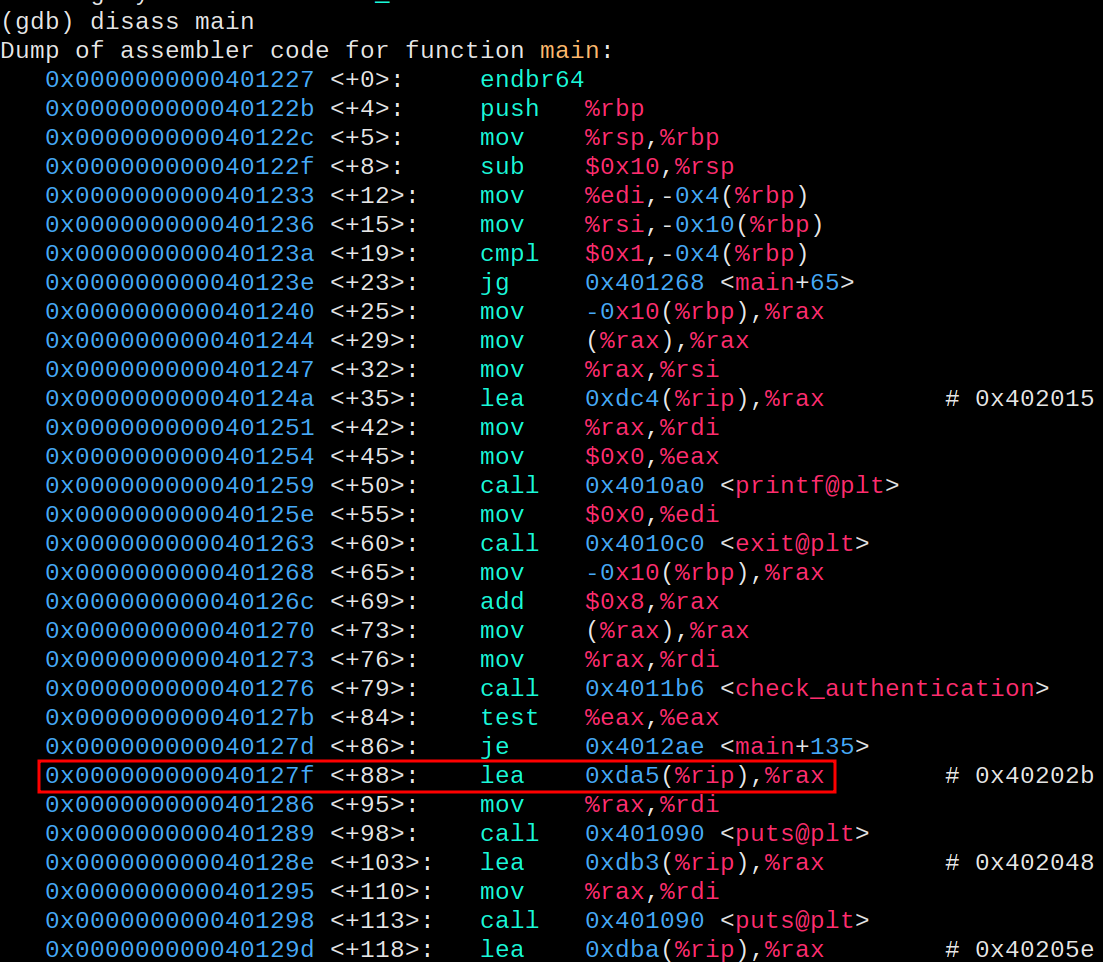 (gdb) disass main
Dump of assembler code for function main:
   0x0000000000401227 <+0>:     endbr64
   0x000000000040122b <+4>:     push   %rbp
   0x000000000040122c <+5>:     mov    %rsp,%rbp
   0x000000000040122f <+8>:     sub    $0x10,%rsp
   0x0000000000401233 <+12>:    mov    %edi,-0x4(%rbp)
   0x0000000000401236 <+15>:    mov    %rsi,-0x10(%rbp)
   0x000000000040123a <+19>:    cmpl   $0x1,-0x4(%rbp)
   0x000000000040123e <+23>:    jg     0x401268 <main+65>
   0x0000000000401240 <+25>:    mov    -0x10(%rbp),%rax
   0x0000000000401244 <+29>:    mov    (%rax),%rax
   0x0000000000401247 <+32>:    mov    %rax,%rsi
   0x000000000040124a <+35>:    lea    0xdc4(%rip),%rax        # 0x402015
   0x0000000000401251 <+42>:    mov    %rax,%rdi
   0x0000000000401254 <+45>:    mov    $0x0,%eax
   0x0000000000401259 <+50>:    call   0x4010a0 <printf@plt>
   0x000000000040125e <+55>:    mov    $0x0,%edi
   0x0000000000401263 <+60>:    call   0x4010c0 <exit@plt>
   0x0000000000401268 <+65>:    mov    -0x10(%rbp),%rax
   0x000000000040126c <+69>:    add    $0x8,%rax
   0x0000000000401270 <+73>:    mov    (%rax),%rax
   0x0000000000401273 <+76>:    mov    %rax,%rdi
   0x0000000000401276 <+79>:    call   0x4011b6 <check_authentication>
   0x000000000040127b <+84>:    test   %eax,%eax
   0x000000000040127d <+86>:    je     0x4012ae <main+135>
   0x000000000040127f <+88>:    lea    0xda5(%rip),%rax        # 0x40202b
   0x0000000000401286 <+95>:    mov    %rax,%rdi
   0x0000000000401289 <+98>:    call   0x401090 <puts@plt>
   0x000000000040128e <+103>:   lea    0xdb3(%rip),%rax        # 0x402048
   0x0000000000401295 <+110>:   mov    %rax,%rdi
   0x0000000000401298 <+113>:   call   0x401090 <puts@plt>
   0x000000000040129d <+118>:   lea    0xdba(%rip),%rax        # 0x40205e